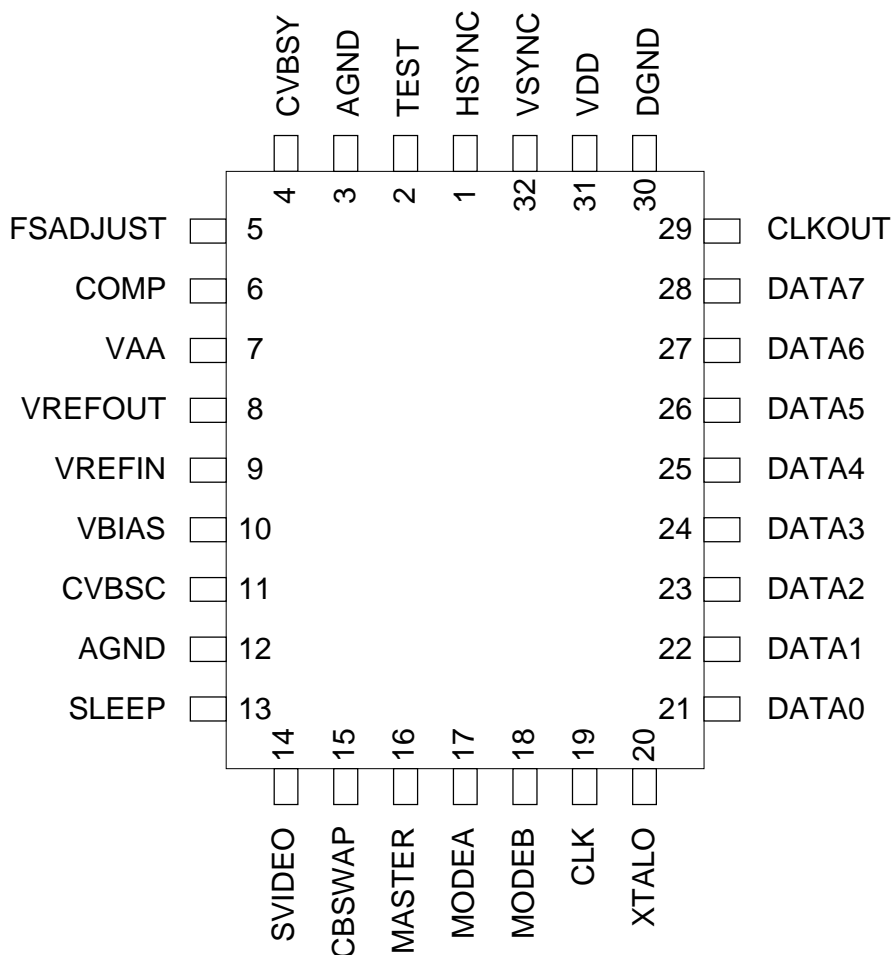 CVBSY
AGND
TEST
HSYNC
VSYNC
VDD
DGND
4
3
2
1
32
31
30
FSADJUST 5
COMP 6
VAA 7
VREFOUT 8
VREFIN 9
VBIAS 10
CVBSC 11
AGND 12
SLEEP 13
29 CLKOUT
28 DATA7
27 DATA6
26 DATA5
25 DATA4
24 DATA3
23 DATA2
22 DATA1
21 DATA0
14
15
16
17
18
19
20
SVIDEO
CBSWAP
MASTER
MODEA
MODEB
CLK
XTALO